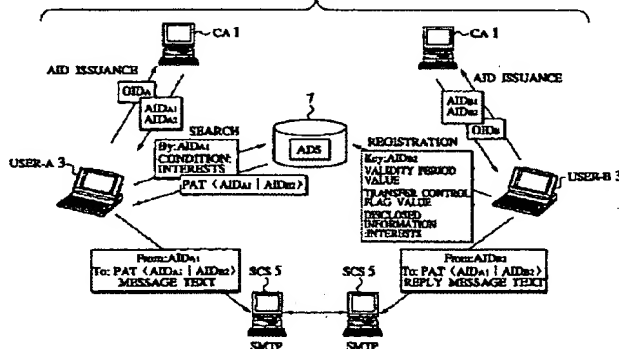 CA 1
CA 1
AID ISSUANCE
AID ISSUANCE
OIDA
AIDA1
AIDA2
AIDB1
AIDB2
OIDB
7
ADS
SEARCH
By:AIDA1
CONDITION:
INTERESTS
PAT <AIDA1 | AIDB2>
REGISTRATION
Key:AIDB2
VALIDITY PERIOD
VALUE
TRANSFER CONTROL
FLAG VALUE
DISCLOSED
INFORMATION
:INTERESTS
USER-A 3
USER-B 3
From:AIDA1
To: PAT <AIDA1 | AIDB2>
MESSAGE TEXT
From:AIDB2
To: PAT <AIDA1 | AIDB2>
REPLY MESSAGE TEXT
SCS 5
SCS 5
SMTP
SMTP